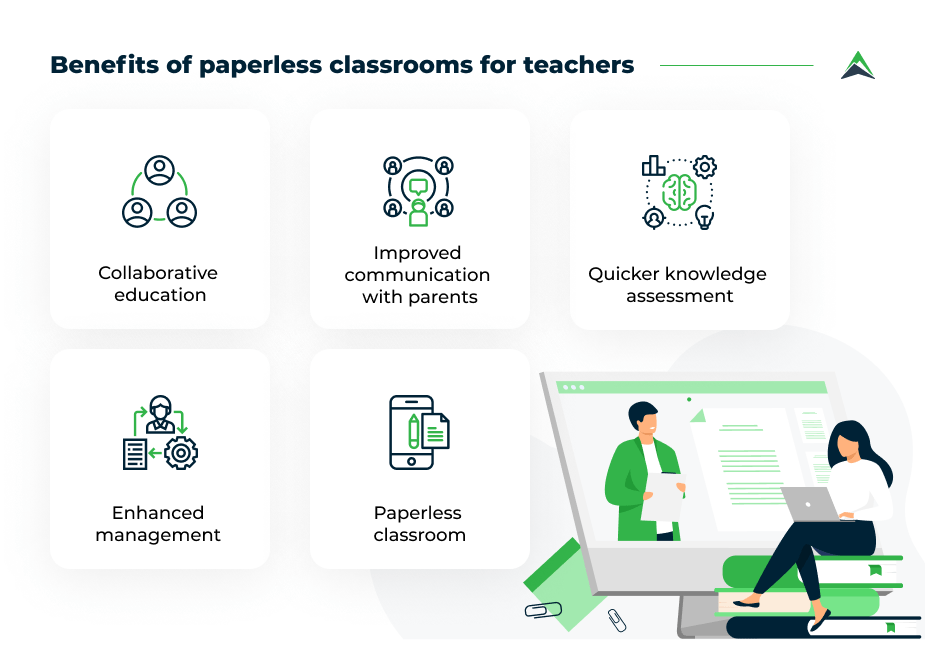 Benefits of paperless classrooms for teachers
Collaborative
education
Improved
communication
with parents
Quicker knowledge
assessment
Enhanced
management
Paperless
classroom